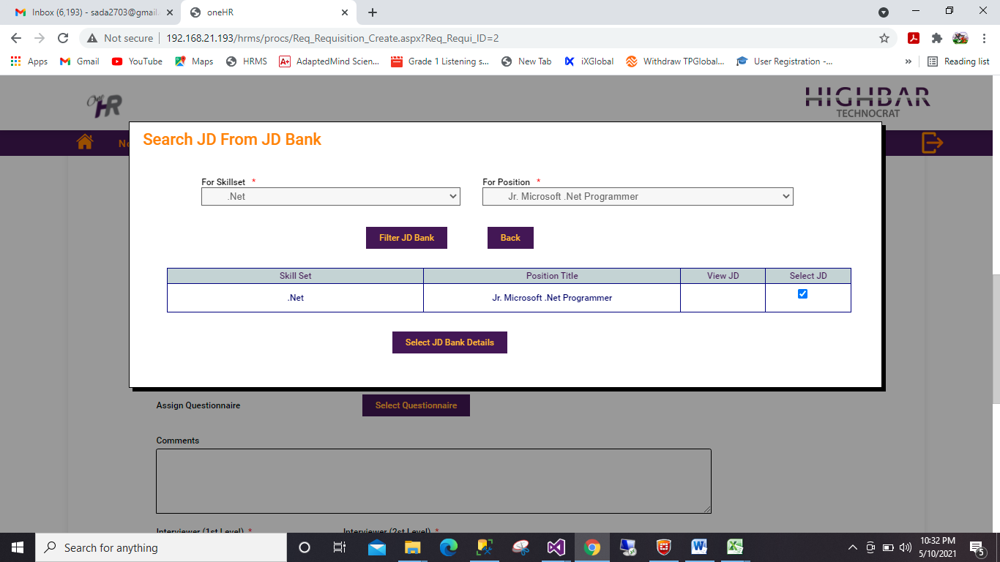 Inbox (6,193) - sada2703@gmail.
oneHR
Not secure
192.168.21.193/hrms/procs/Req_Requisition_Create.aspx?Req_Requi_ID=2
Apps Gmail YouTube Maps HRMS AdaptedMind Scien... Grade 1 Listening s... New Tab iXGlobal Withdraw TPGlobal... User Registration -... » Reading list
One HR
HIGHBAR
TECHNOCRAT
Search JD From JD Bank
For Skillset * For Position *
.Net Jr. Microsoft .Net Programmer
Filter JD Bank Back
Skill Set Position Title View JD Select JD
.Net Jr. Microsoft .Net Programmer
Select JD Bank Details
Assign Questionnaire Select Questionnaire
Comments
Interviewer (1st Level) * Interviewer (2st Level) *
Search for anything
10:32 PM
5/10/2021
5